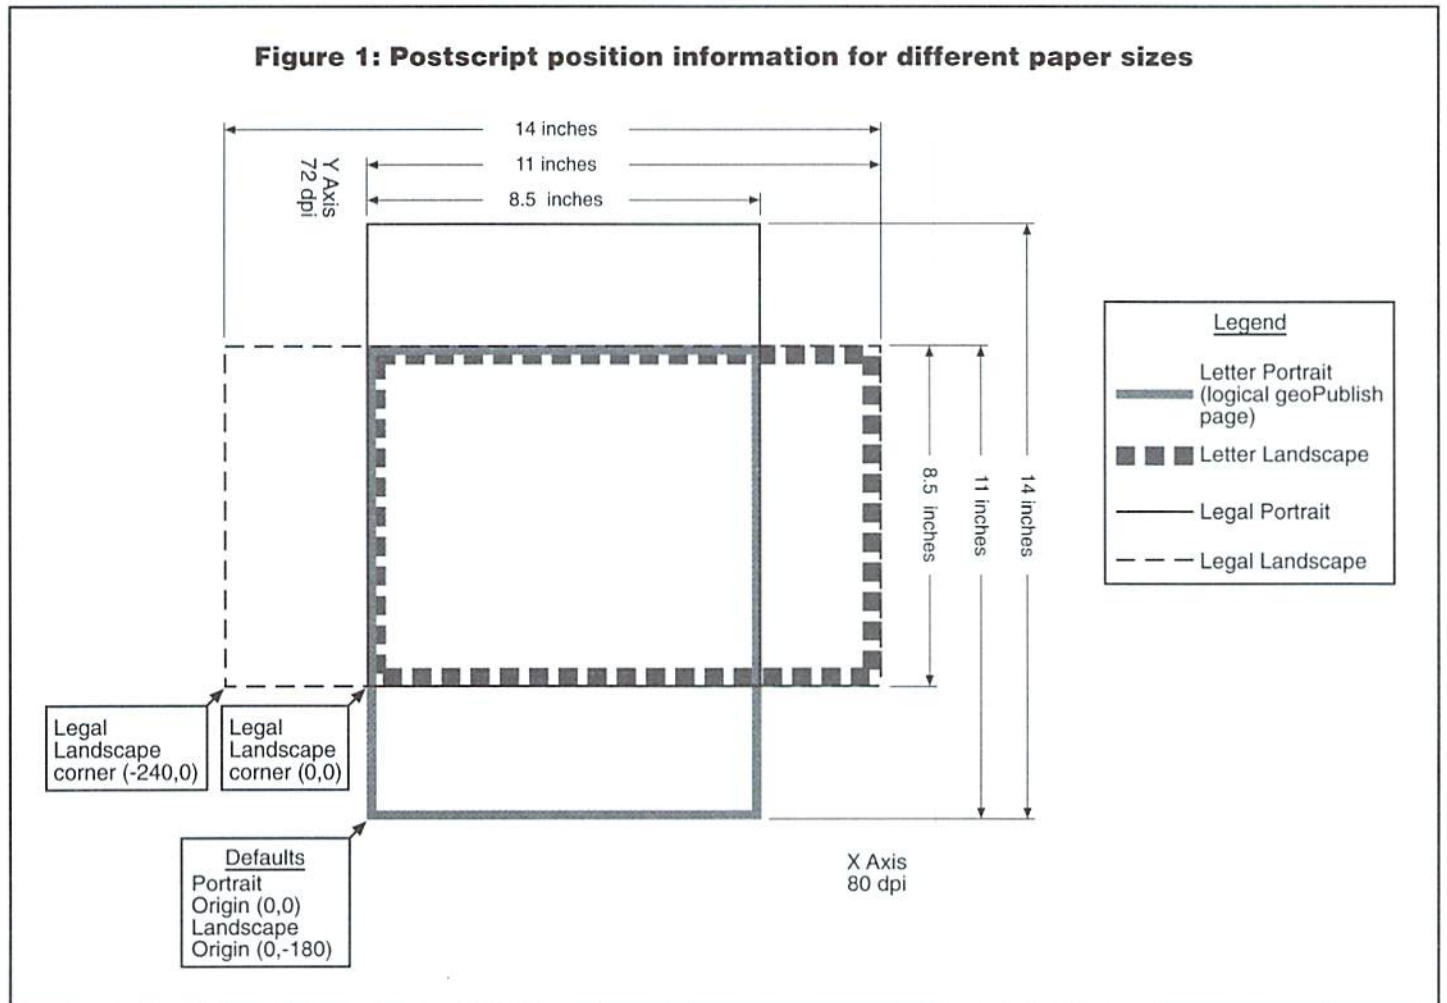 Figure 1: Postscript position information for different paper sizes
14 inches
11 inches
8.5 inches
Y Axis
72 dpi
8.5 inches
11 inches
14 inches
Legend
Letter Portrait
(logical geoPublish
page)
Letter Landscape
Legal Portrait
Legal Landscape
Legal
Landscape
corner (-240,0)
Legal
Landscape
corner (0,0)
Defaults
Portrait
Origin (0,0)
Landscape
Origin (0,-180)
X Axis
80 dpi